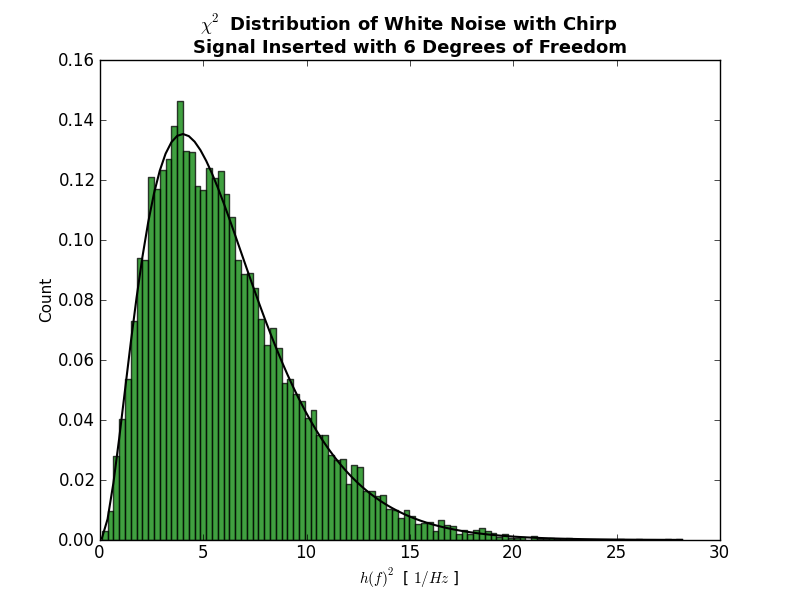 χ² Distribution of White Noise with Chirp
Signal Inserted with 6 Degrees of Freedom
0.16
0.14
0.12
0.10
0.08
0.06
0.04
0.02
0.00
Count
0 5 10 15 20 25 30
h(f)² [ 1/Hz ]